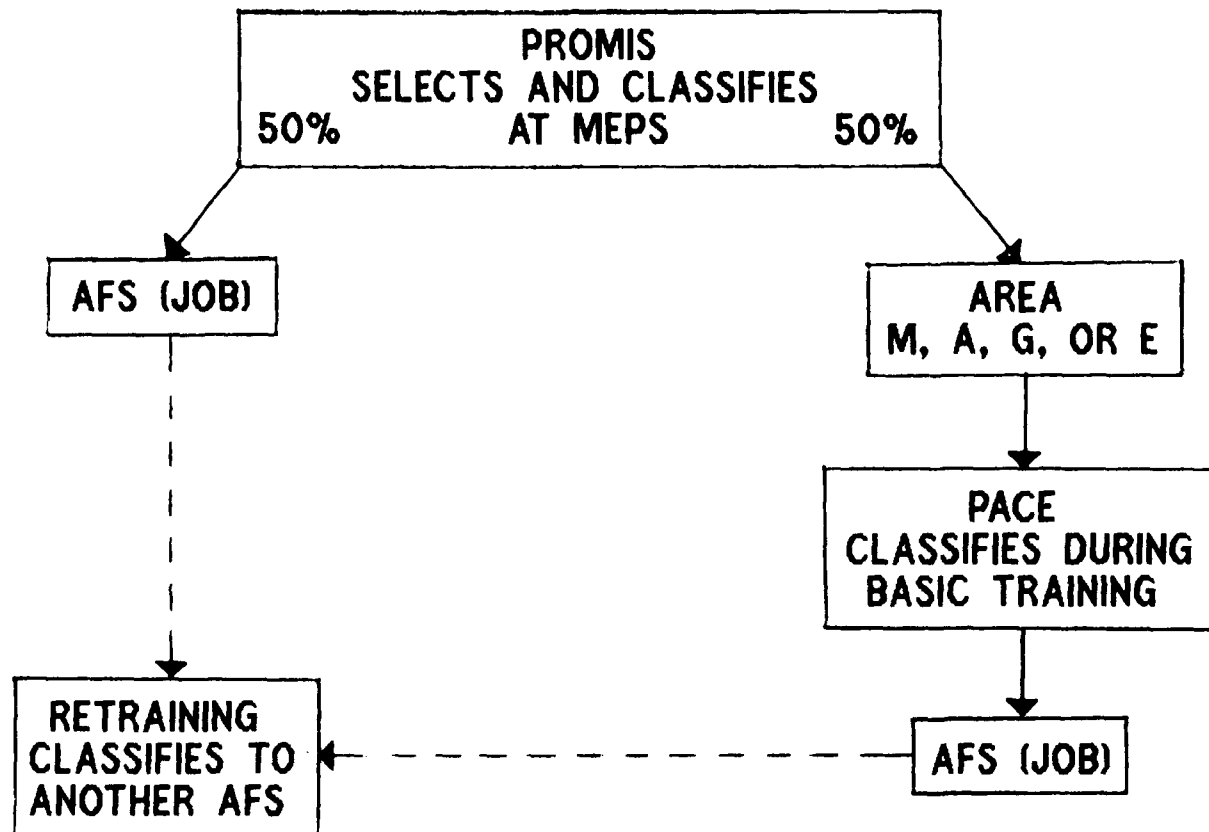 PROMIS
SELECTS AND CLASSIFIES
50% AT MEPS 50%
AFS (JOB)
AREA
M, A, G, OR E
PACE
CLASSIFIES DURING
BASIC TRAINING
RETRAINING
CLASSIFIES TO
ANOTHER AFS
AFS (JOB)